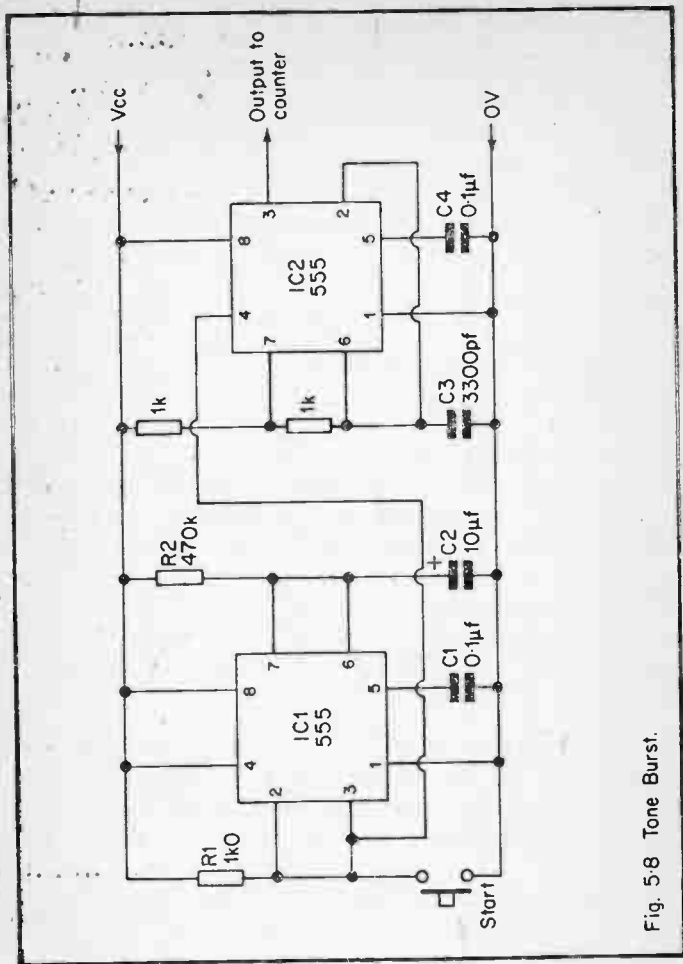 Vcc
Output to
counter
0V
R1
1k0
2
3
4
8
IC1
555
7
6
1
5
R2
470k
C1
0·1µf
+
C2
10µf
Start
1k
1k
4
8
7
6
IC2
555
3
2
1
5
C3
3300pf
C4
0·1µf
Fig. 5·8 Tone Burst.